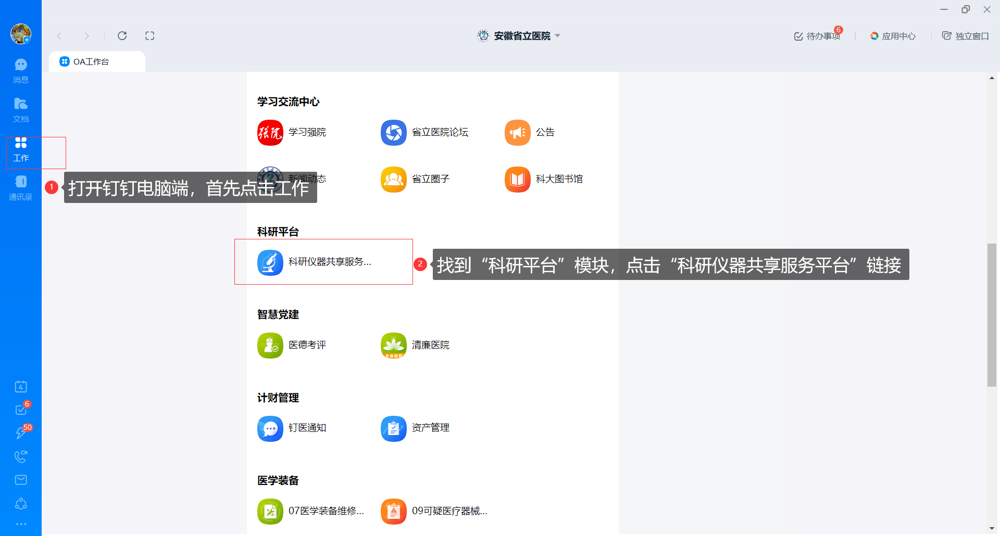 安徽省立医院
待办事项
6
应用中心
独立窗口
OA工作台
消息
文档
工作
通讯录
4
6
50
学习交流中心
张院
学习强院
省立医院论坛
公告
新闻动态
省立圈子
科大图书馆
1
打开钉钉电脑端，首先点击工作
科研平台
科研仪器共享服务...
2
找到“科研平台”模块，点击“科研仪器共享服务平台”链接
智慧党建
医德考评
清廉医院
清廉医院
计财管理
钉医通知
资产管理
医学装备
07医学装备维修...
09可疑医疗器械...